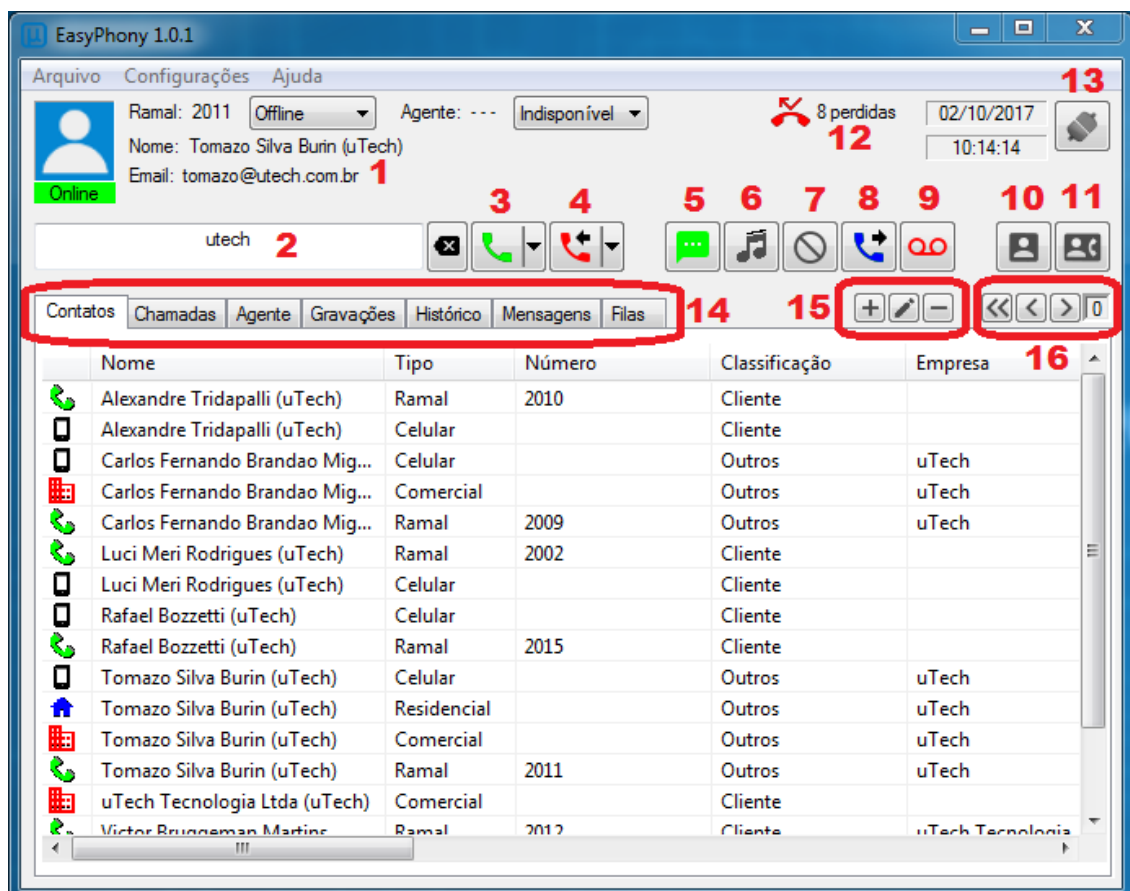 EasyPhony 1.0.1
Arquivo Configurações Ajuda
13
Ramal: 2011 Offline Agente: --- Indisponível 8 perdidas 02/10/2017
12
Nome: Tomazo Silva Burin (uTech) 10:14:14
Email: tomazo@utech.com.br 1
Online
3 4 5 6 7 8 9 10 11
utech 2
Contatos Chamadas Agente Gravações Histórico Mensagens Filas 14 15 0
16
Nome Tipo Número Classificação Empresa
Alexandre Tridapalli (uTech) Ramal 2010 Cliente
Alexandre Tridapalli (uTech) Celular Cliente
Carlos Fernando Brandao Mig... Celular Outros uTech
Carlos Fernando Brandao Mig... Comercial Outros uTech
Carlos Fernando Brandao Mig... Ramal 2009 Outros uTech
Luci Meri Rodrigues (uTech) Ramal 2002 Cliente
Luci Meri Rodrigues (uTech) Celular Cliente
Rafael Bozzetti (uTech) Celular Cliente
Rafael Bozzetti (uTech) Ramal 2015 Cliente
Tomazo Silva Burin (uTech) Celular Outros uTech
Tomazo Silva Burin (uTech) Residencial Outros uTech
Tomazo Silva Burin (uTech) Comercial Outros uTech
Tomazo Silva Burin (uTech) Ramal 2011 Outros uTech
uTech Tecnologia Ltda (uTech) Comercial Cliente
Victor Bruggeman Martins Ramal 2012 Cliente uTech Tecnologia